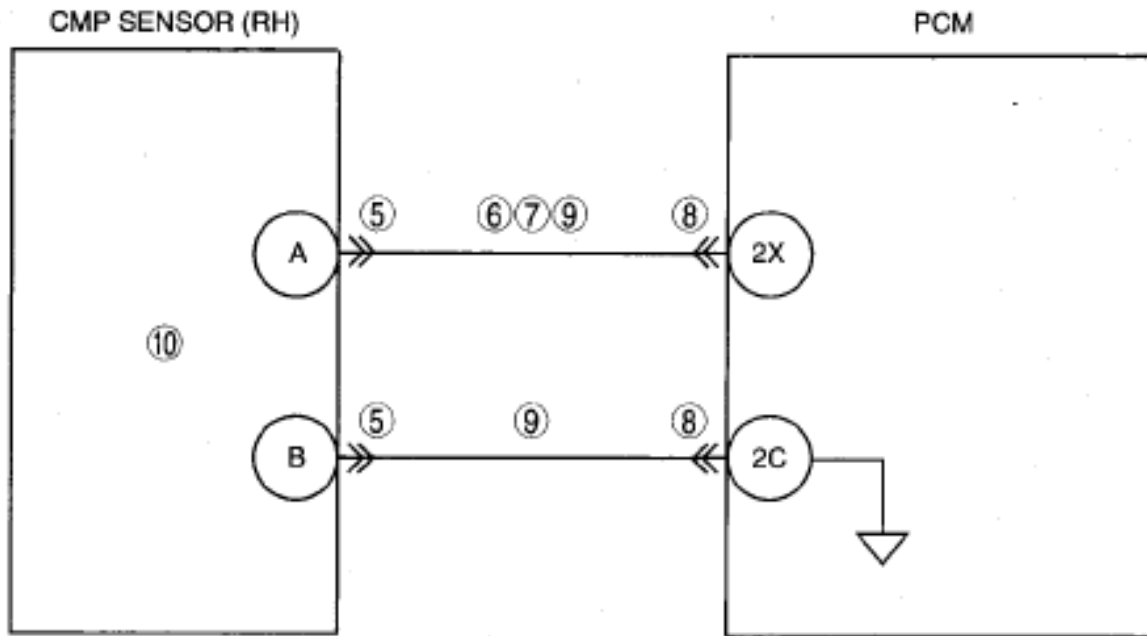 CMP SENSOR (RH) PCM
⑤ ⑥⑦⑨ ⑧
A 2X
⑩
⑤ ⑨ ⑧
B 2C